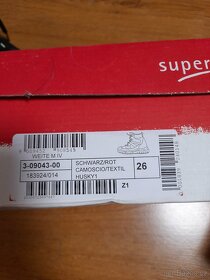 super
WEITE M IV
3-09043-00
183924/014
SCHWARZ/ROT
CAMOSCIO/TEXTIL
HUSKY1
26
Z1